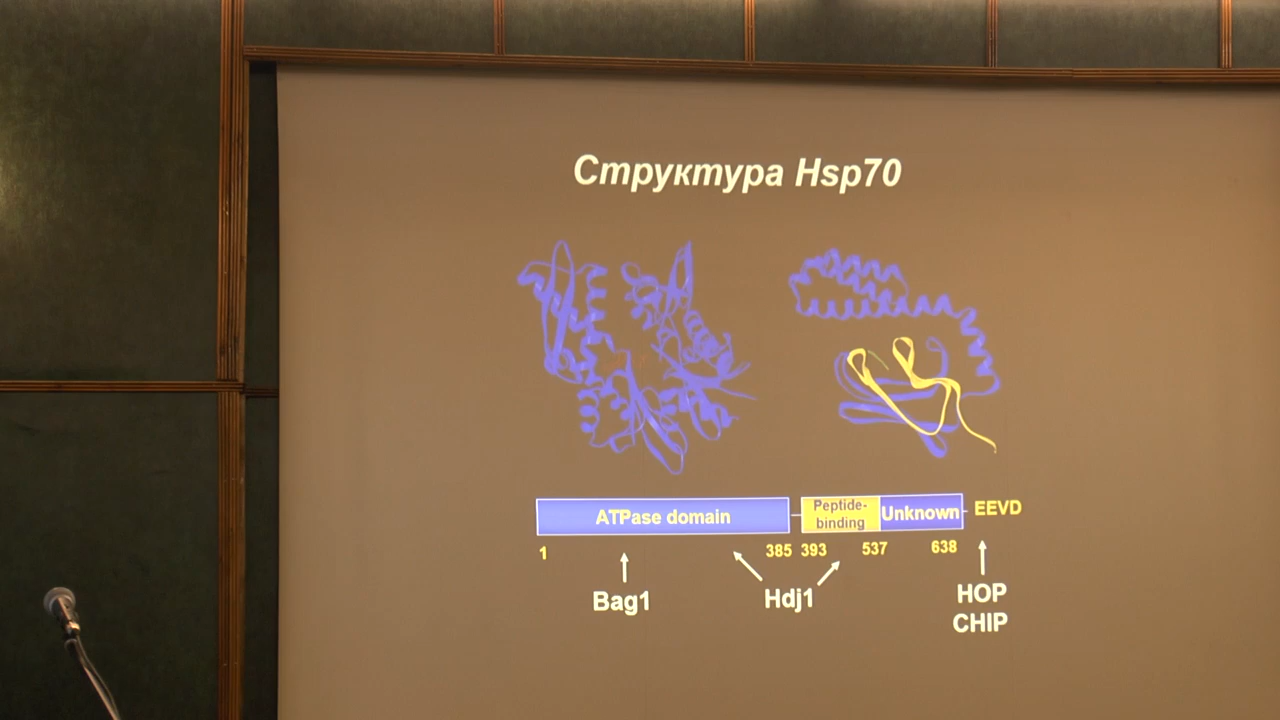 Структура Hsp70
ATPase domain
Peptide-
binding
Unknown
EEVD
1
385
393
537
638
Bag1
Hdj1
HOP
CHIP